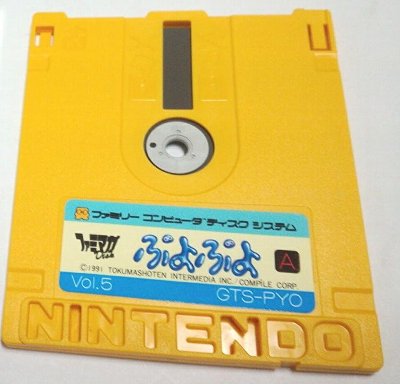 ファミリー コンピュータ ディスク システム
ファミマガ
Disk
ぷよぷよ
A
©1991 TOKUMASHOTEN INTERMEDIA INC./COMPILE CORP.
Vol.5
GTS-PYO
NINTENDO